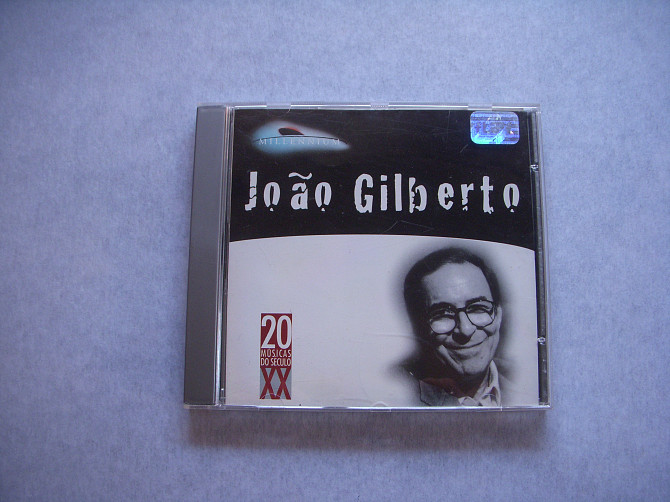 MILLENNIUM
João Gilberto
20
MÚSICAS
DO SÉCULO
XX